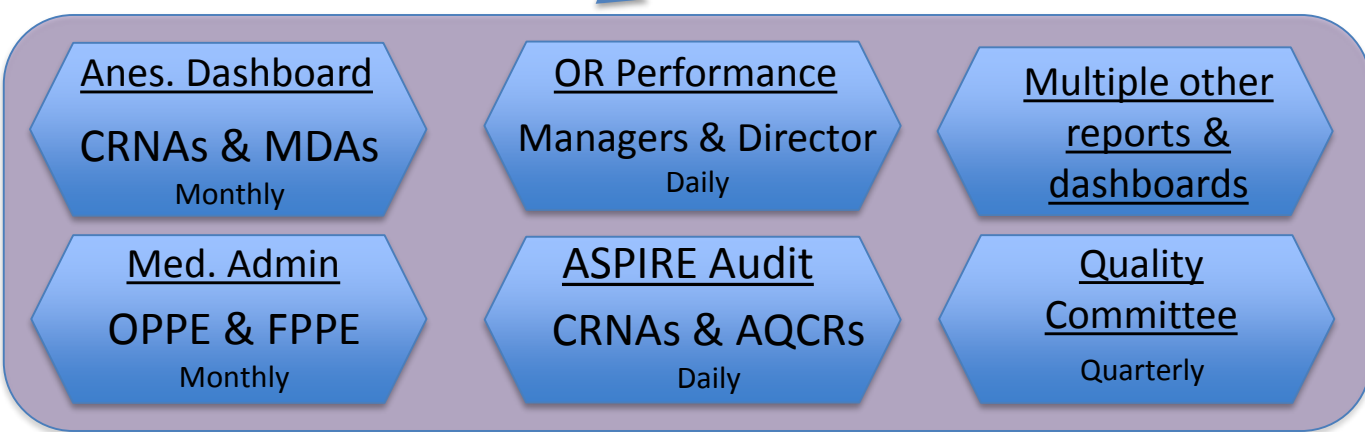 Anes. Dashboard
CRNAs & MDAs
Monthly
OR Performance
Managers & Director
Daily
Multiple other
reports &
dashboards
Med. Admin
OPPE & FPPE
Monthly
ASPIRE Audit
CRNAs & AQCRs
Daily
Quality
Committee
Quarterly